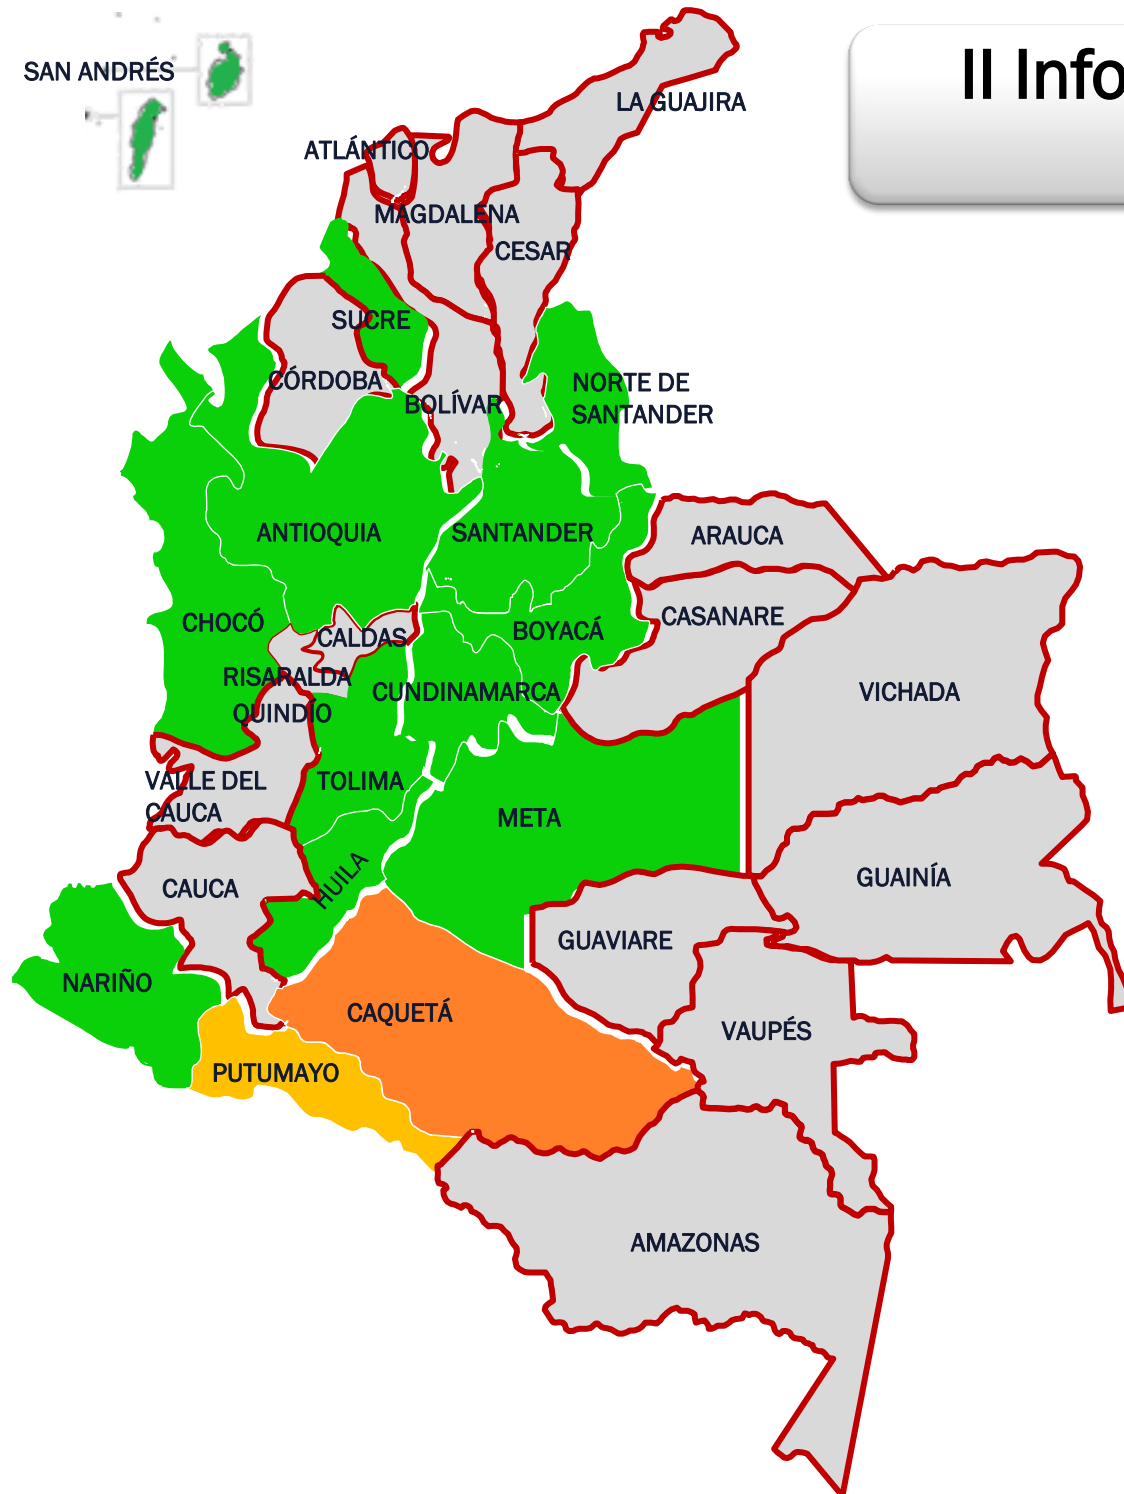 II Info
SAN ANDRÉS
LA GUAJIRA
ATLÁNTICO
MAGDALENA
CESAR
SUCRE
CÓRDOBA
BOLÍVAR
NORTE DE
SANTANDER
ANTIOQUIA
SANTANDER
ARAUCA
CHOCÓ
CALDAS
BOYACÁ
CASANARE
RISARALDA
CUNDINAMARCA
VICHADA
QUINDÍO
VALLE DEL
CAUCA
TOLIMA
META
HUILA
CAUCA
GUAINÍA
GUAVIARE
NARIÑO
CAQUETÁ
VAUPÉS
PUTUMAYO
AMAZONAS